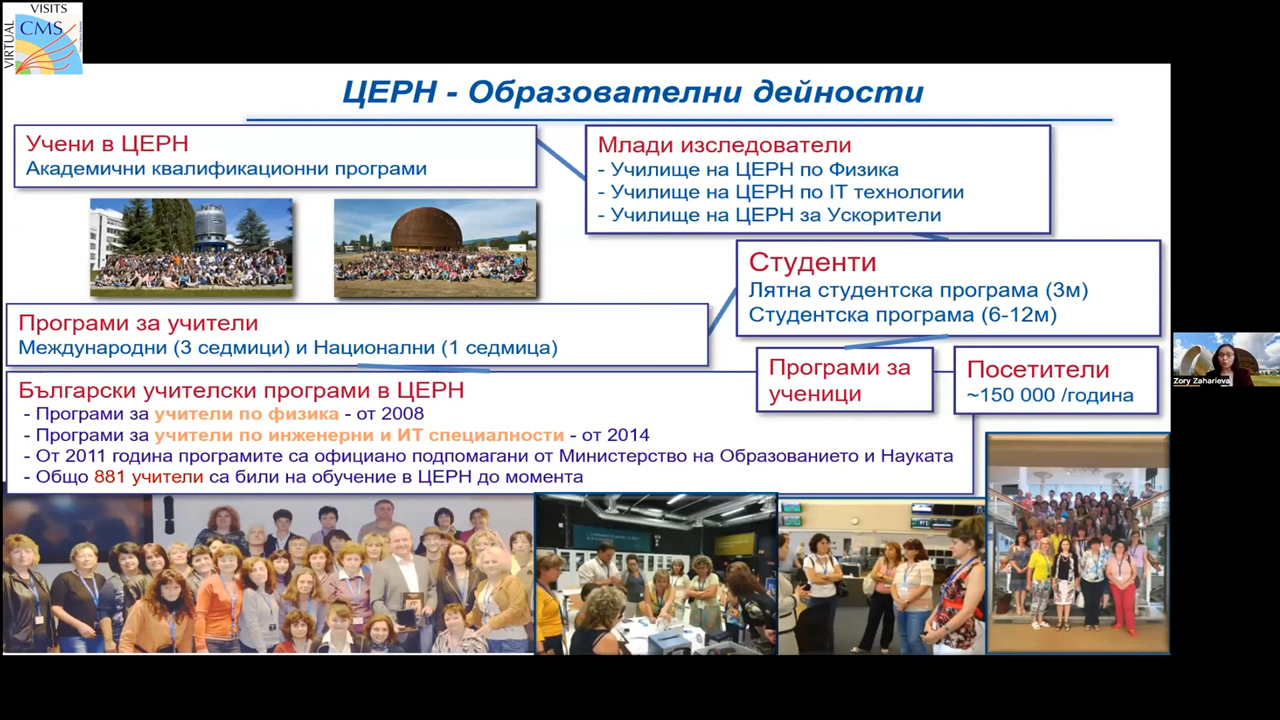 VISITS
CMS
VIRTUAL
ЦЕРН - Образователни дейности
Учени в ЦЕРН
Академични квалификационни програми
Млади изследователи
- Училище на ЦЕРН по Физика
- Училище на ЦЕРН по IT технологии
- Училище на ЦЕРН за Ускорители
Студенти
Лятна студентска програма (3м)
Студентска програма (6-12м)
Програми за учители
Международни (3 седмици) и Национални (1 седмица)
Програми за
ученици
Посетители
~150 000 /година
Български учителски програми в ЦЕРН
- Програми за учители по физика - от 2008
- Програми за учители по инженерни и ИТ специалности - от 2014
- От 2011 година програмите са официано подпомагани от Министерство на Образованието и Науката
- Общо 881 учители са били на обучение в ЦЕРН до момента
Zory Zaharieva